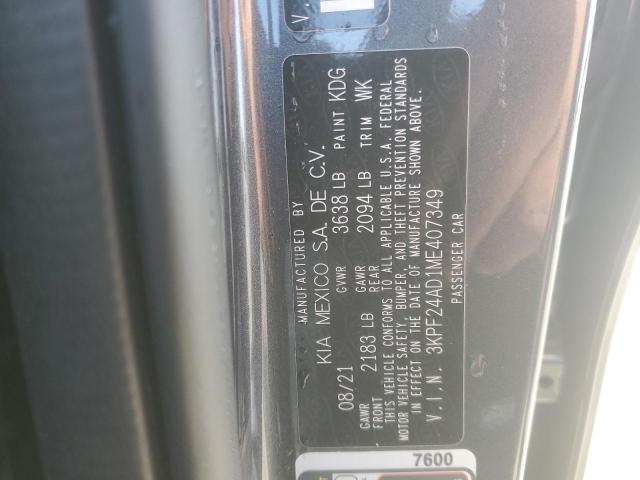 MANUFACTURED BY
KIA MEXICO S.A. DE C.V.
08/21 GVWR 3638 LB PAINT KDG
GAWR FRONT 2183 LB GAWR REAR 2094 LB TRIM WK
THIS VEHICLE CONFORMS TO ALL APPLICABLE U.S.A. FEDERAL
MOTOR VEHICLE SAFETY, BUMPER, AND THEFT PREVENTION STANDARDS
IN EFFECT ON THE DATE OF MANUFACTURE SHOWN ABOVE.
V.I.N. 3KPF24AD1ME407349
PASSENGER CAR
7600